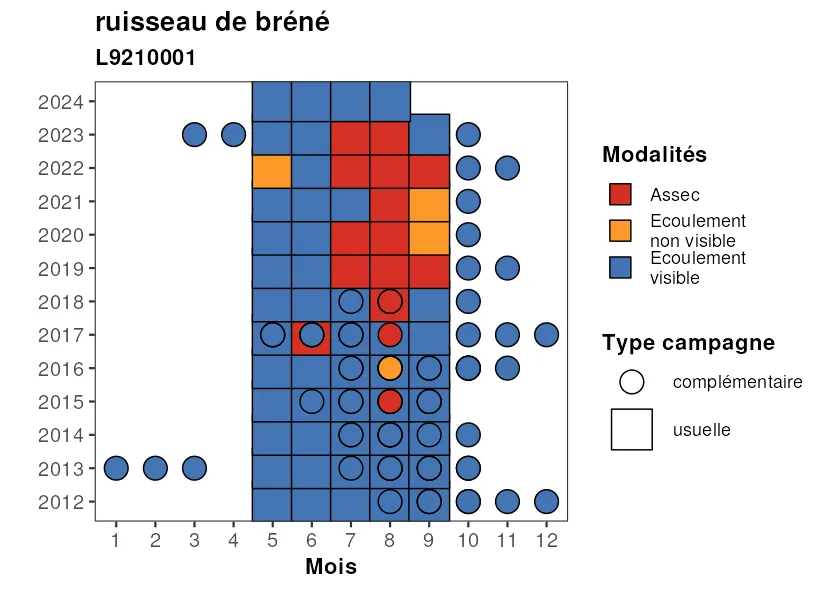 ruisseau de bréné
L9210001
2024
2023
2022
2021
2020
2019
2018
2017
2016
2015
2014
2013
2012
1 2 3 4 5 6 7 8 9 10 11 12
Mois
Modalités
Assec
Ecoulement
non visible
Ecoulement
visible
Type campagne
complémentaire
usuelle